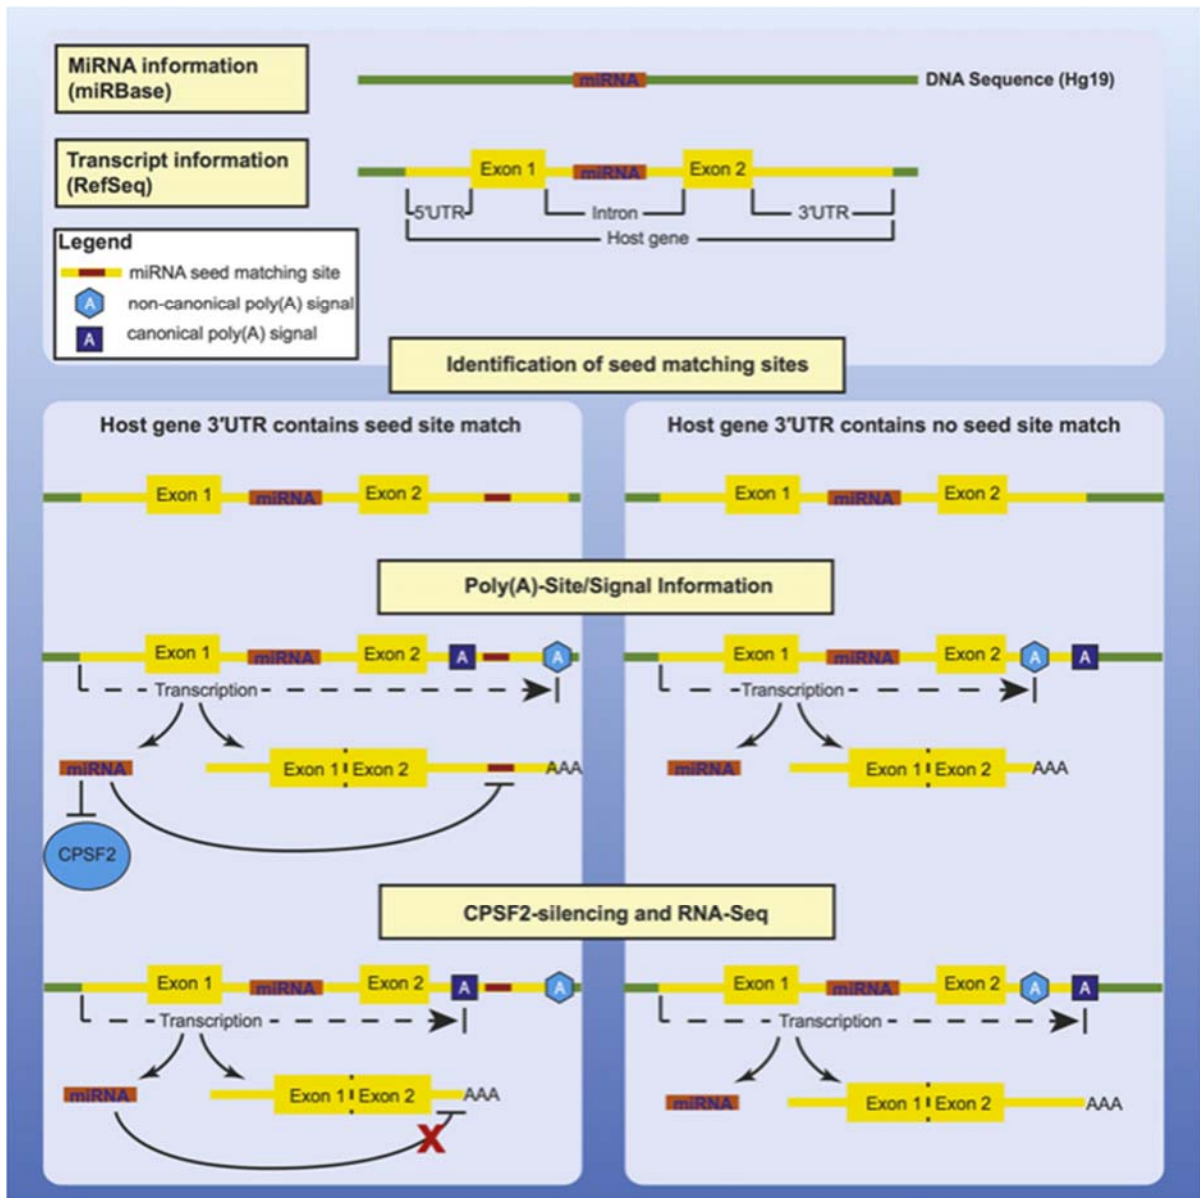 MiRNA information
(miRBase)
miRNA
DNA Sequence (Hg19)
Transcript information
(RefSeq)
Exon 1
miRNA
Exon 2
5'UTR
Intron
3'UTR
Host gene
Legend
miRNA seed matching site
A
non-canonical poly(A) signal
A
canonical poly(A) signal
Identification of seed matching sites
Host gene 3'UTR contains seed site match
Exon 1
miRNA
Exon 2
Host gene 3'UTR contains no seed site match
Exon 1
miRNA
Exon 2
Poly(A)-Site/Signal Information
Exon 1
miRNA
Exon 2
A
A
Transcription
miRNA
Exon 1 Exon 2
AAA
CPSF2
Exon 1
miRNA
Exon 2
A
A
Transcription
miRNA
Exon 1 Exon 2
AAA
CPSF2-silencing and RNA-Seq
Exon 1
miRNA
Exon 2
A
A
Transcription
miRNA
Exon 1 Exon 2
AAA
X
Exon 1
miRNA
Exon 2
A
A
Transcription
miRNA
Exon 1 Exon 2
AAA